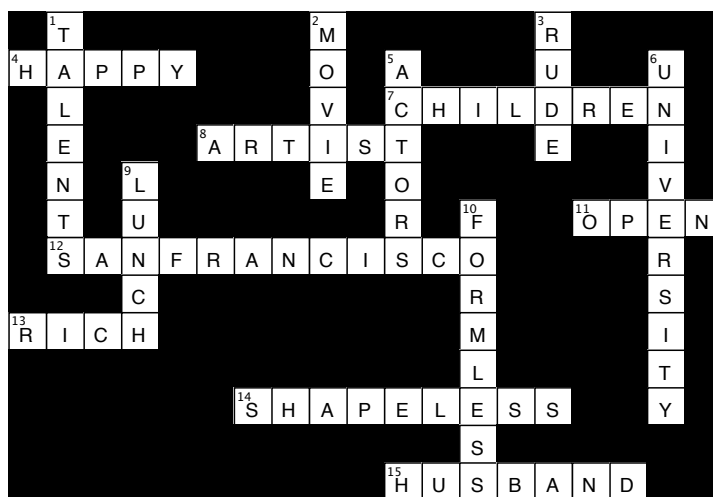 1 T 2 M 3 R
4 H A P P Y O 5 A U 6 U
L V 7 C H I L D R E N
E 8 A R T I S T E I
N 9 L E O V
T U R 10 F 11 O P E N
12 S A N F R A N C I S C O R
C R S
13 R I C H M I
L T
14 S H A P E L E S S Y
S
15 H U S B A N D